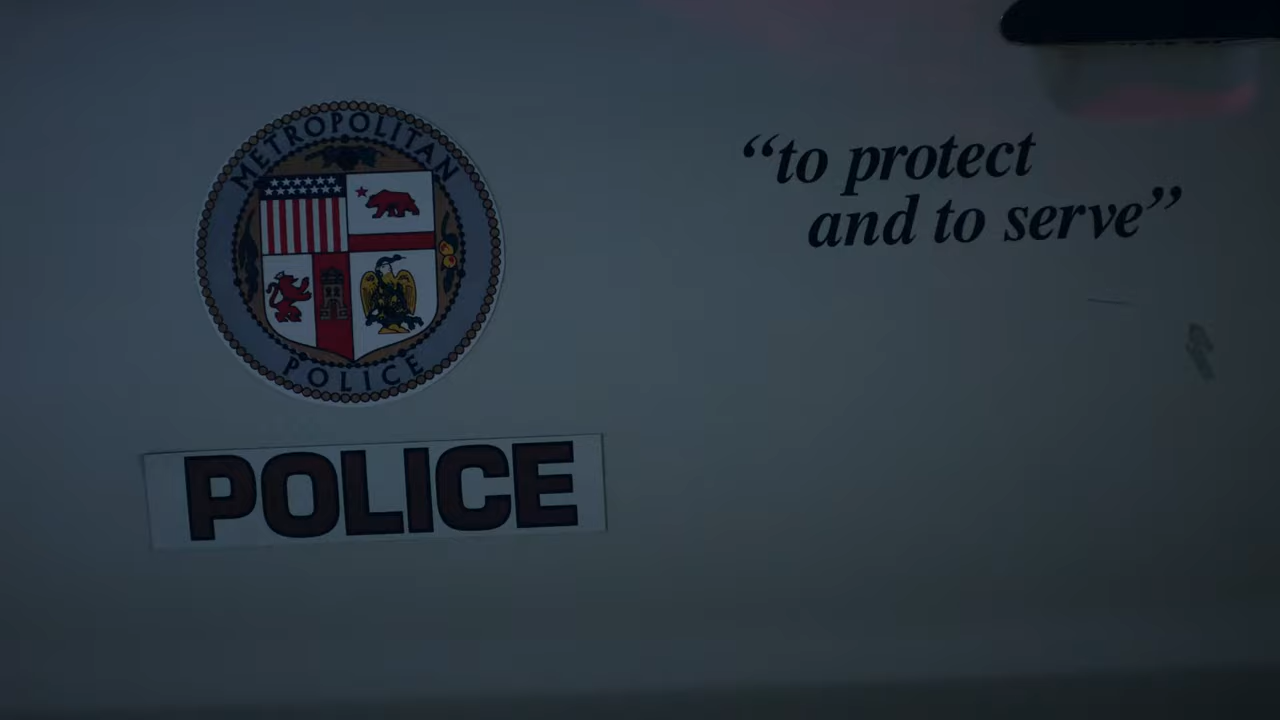 METROPOLITAN
POLICE
POLICE
“to protect
and to serve”